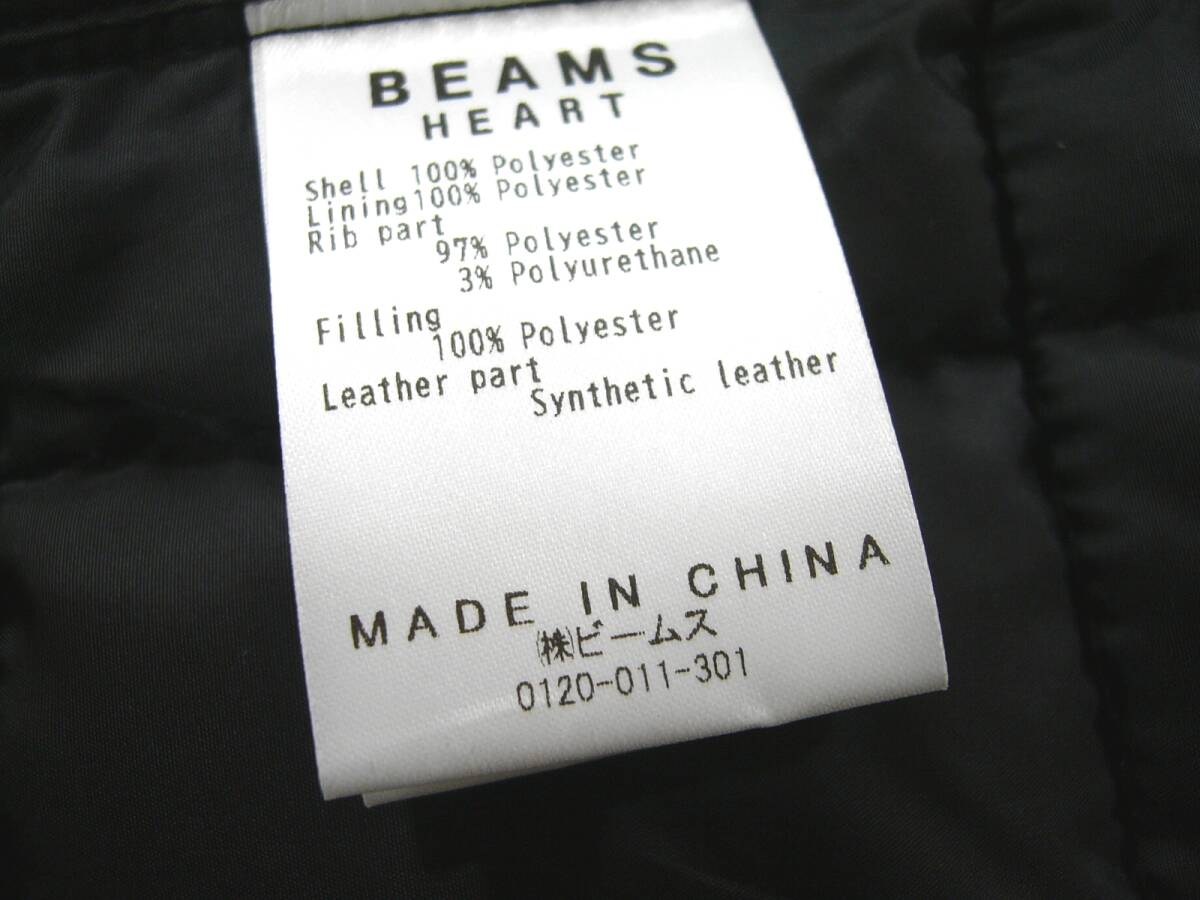 BEAMS
HEART
Shell 100% Polyester
Lining100% Polyester
Rib part
97% Polyester
3% Polyurethane
Filling
100% Polyester
Leather part
Synthetic leather
MADE IN CHINA
㈱ビームス
0120-011-301